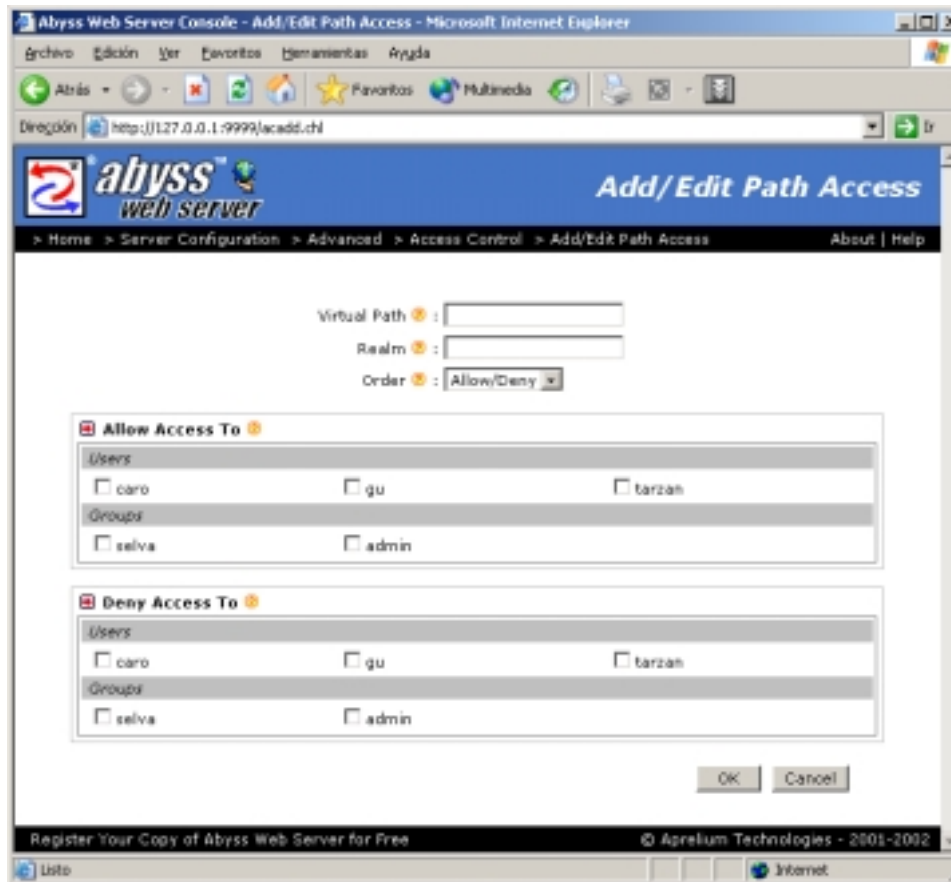 Abyss Web Server Console - Add/Edit Path Access - Microsoft Internet Explorer
Archivo Edición Ver Favoritos Herramientas Ayuda
Atrás Favoritos Multimedia
Dirección http://127.0.0.1:9999/acadd.chl Ir
abyss™ Add/Edit Path Access
web server
> Home > Server Configuration > Advanced > Access Control > Add/Edit Path Access About | Help
Virtual Path ? :
Realm ? :
Order ? : Allow/Deny
Allow Access To ?
Users
caro gu tarzan
Groups
selva admin
Deny Access To ?
Users
caro gu tarzan
Groups
selva admin
OK Cancel
Register Your Copy of Abyss Web Server for Free © Aprelium Technologies - 2001-2002
Listo Internet